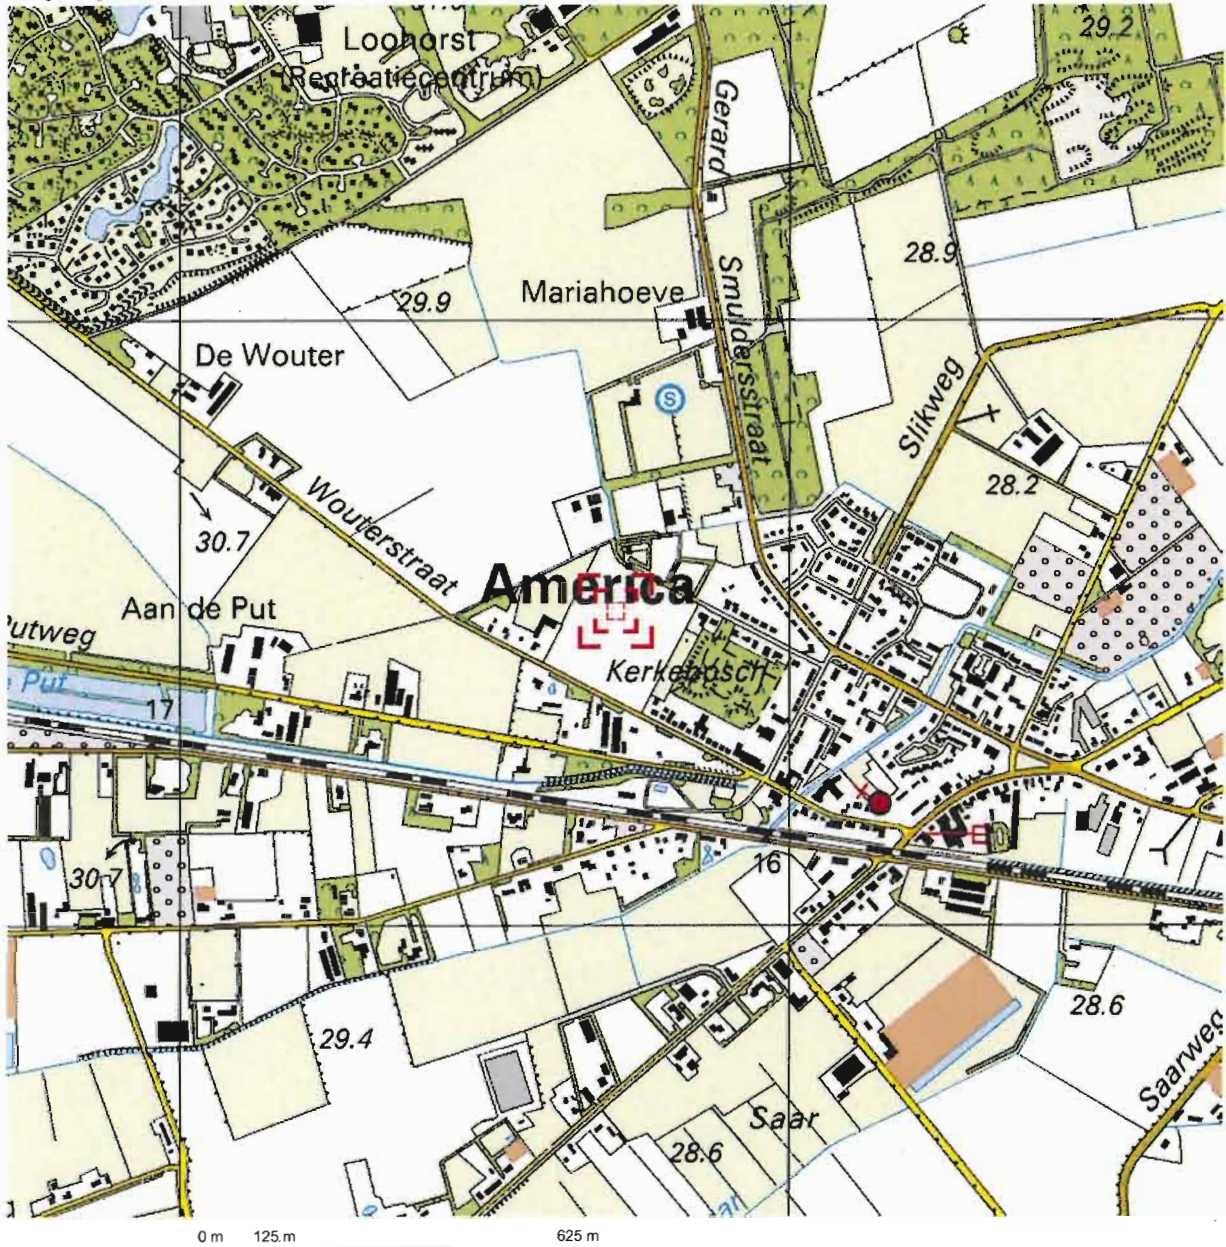 Loohorst
(Recreatiecentrum)
29.2
Gerard
Smuldersstraat
28.9
Mariahoeve
29.9
De Wouter
S
Slikweg
28.2
Wouterstraat
30.7
America
Aan de Put
Putweg
Put
17
Kerkebosch
16
30.7
28.6
29.4
Saarweg
Saar
28.6
0 m 125 m 625 m